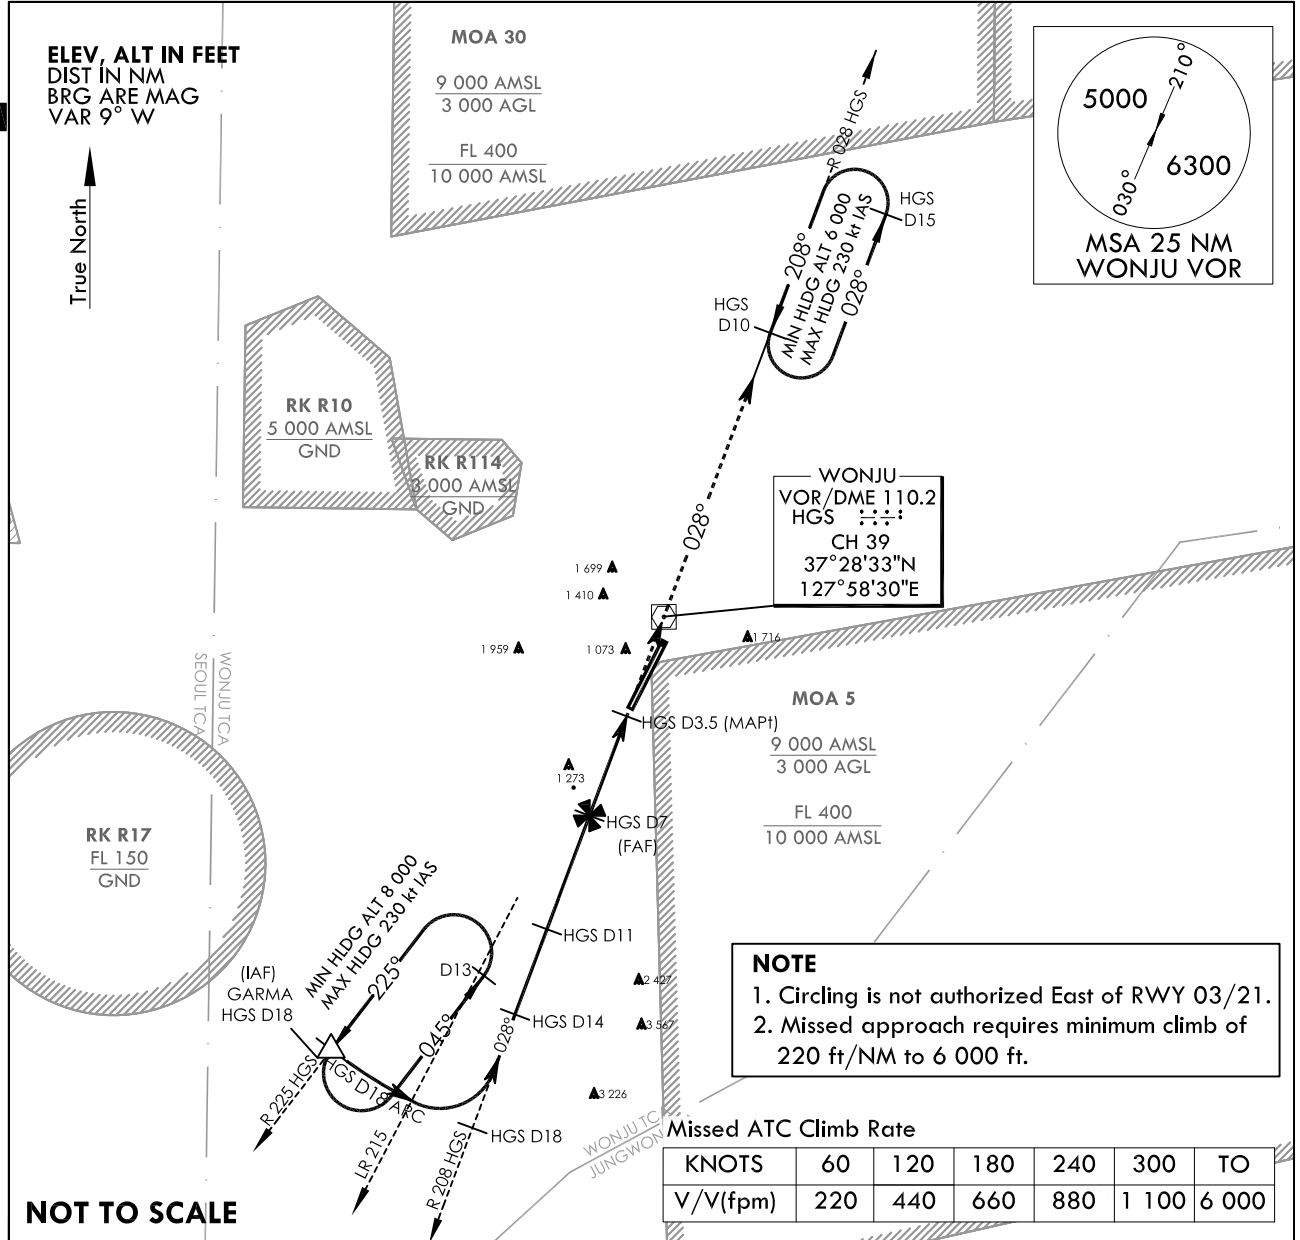 ELEV, ALT IN FEET
DIST IN NM
BRG ARE MAG
VAR 9° W
True North
MOA 30
9 000 AMSL
3 000 AGL
FL 400
10 000 AMSL
R 028 HGS
5000
210°
6300
030°
MSA 25 NM
WONJU VOR
HGS
D15
208°
MIN HLDG ALT 6 000
MAX HLDG 230 kt IAS
028°
HGS
D10
RK R10
5 000 AMSL
GND
RK R114
3 000 AMSL
GND
028°
WONJU
VOR/DME 110.2
HGS
CH 39
37°28'33"N
127°58'30"E
1 699
1 410
1 959
1 073
1 716
WONJU TCA
SEOUL TCA
MOA 5
9 000 AMSL
3 000 AGL
FL 400
10 000 AMSL
HGS D3.5 (MAPt)
1 273
HGS D7
(FAF)
RK R17
FL 150
GND
MIN HLDG ALT 8 000
MAX HLDG 230 kt IAS
225°
HGS D11
(IAF)
GARMA
HGS D18
D13
045°
HGS D14
028°
2 427
3 567
3 226
HGS D18 ARC
R 225 HGS
LR 215
R 208 HGS
HGS D18
WONJU TC
JUNGWON
NOTE
1. Circling is not authorized East of RWY 03/21.
2. Missed approach requires minimum climb of
220 ft/NM to 6 000 ft.
Missed ATC Climb Rate
KNOTS 60 120 180 240 300 TO
V/V(fpm) 220 440 660 880 1 100 6 000
NOT TO SCALE